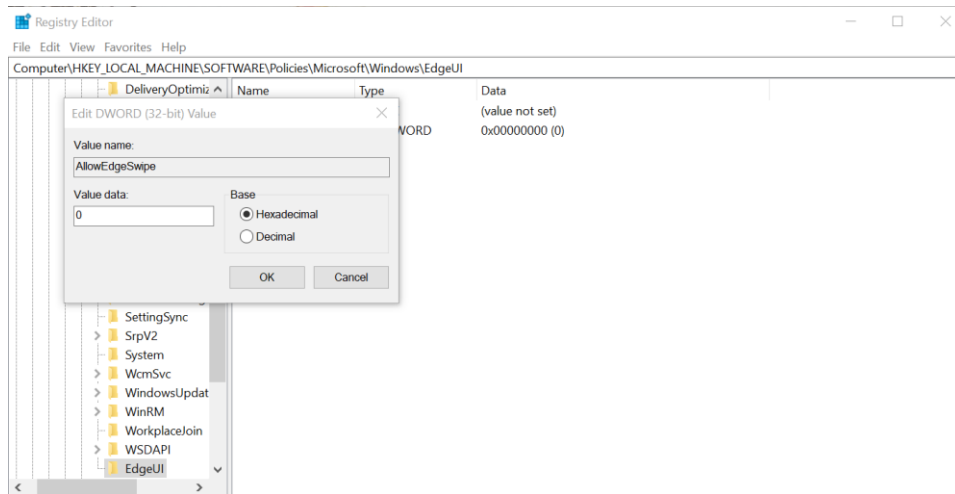 Registry Editor
File Edit View Favorites Help
Computer\HKEY_LOCAL_MACHINE\SOFTWARE\Policies\Microsoft\Windows\EdgeUI
DeliveryOptimiz
Name Type Data
(value not set)
WORD 0x00000000 (0)
Edit DWORD (32-bit) Value
Value name:
AllowEdgeSwipe
Value data:
0
Base
Hexadecimal
Decimal
OK Cancel
SettingSync
SrpV2
System
WcmSvc
WindowsUpdat
WinRM
WorkplaceJoin
WSDAPI
EdgeUI